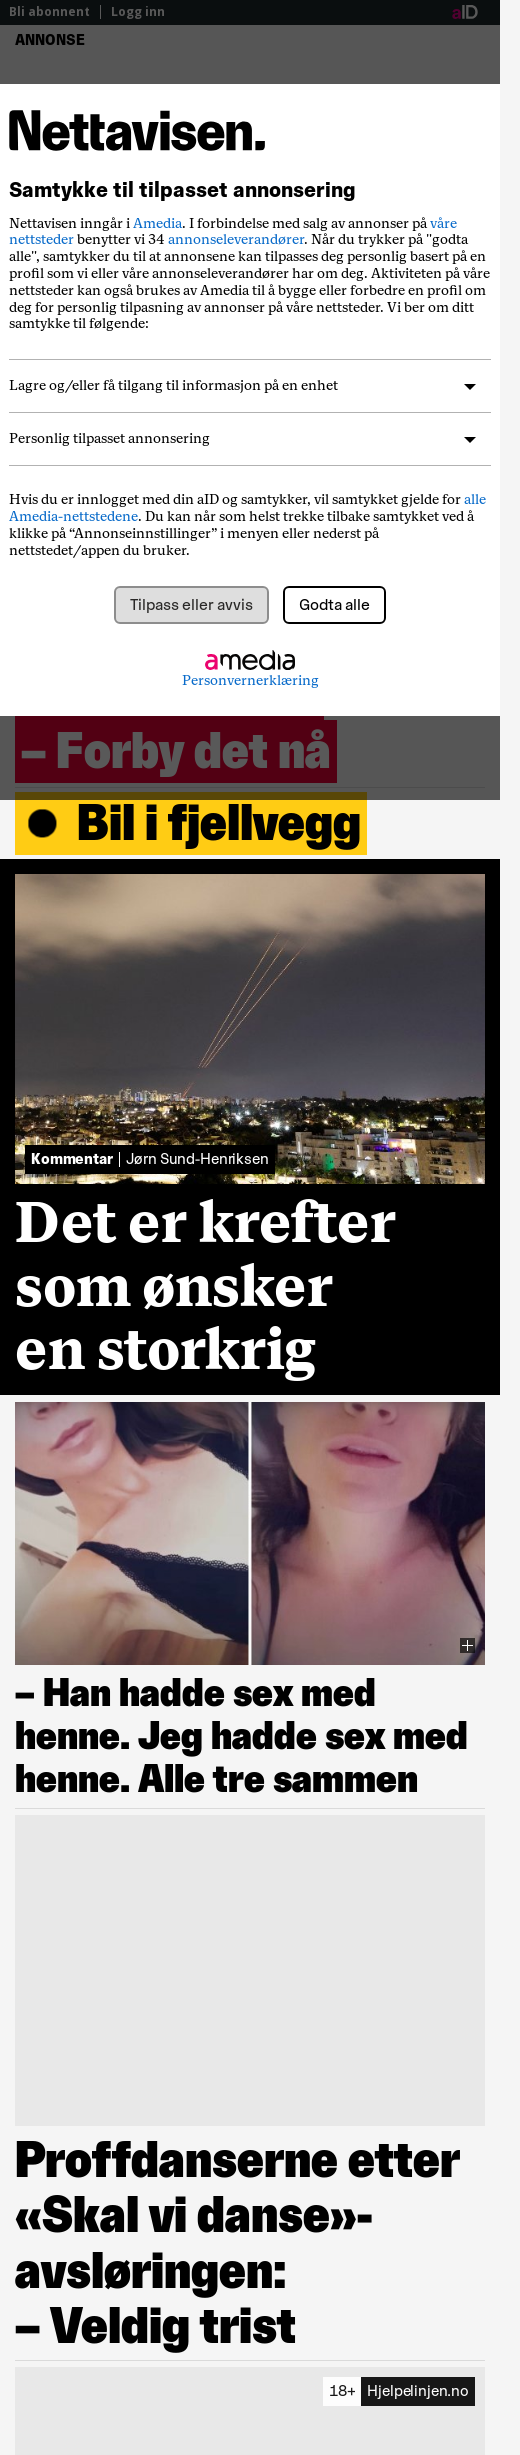 Bli abonnent | Logg inn aID
ANNONSE
Nettavisen.
Samtykke til tilpasset annonsering
Nettavisen inngår i Amedia. I forbindelse med salg av annonser på våre
nettsteder benytter vi 34 annonseleverandører. Når du trykker på "godta
alle", samtykker du til at annonsene kan tilpasses deg personlig basert på en
profil som vi eller våre annonseleverandører har om deg. Aktiviteten på våre
nettsteder kan også brukes av Amedia til å bygge eller forbedre en profil om
deg for personlig tilpasning av annonser på våre nettsteder. Vi ber om ditt
samtykke til følgende:
Lagre og/eller få tilgang til informasjon på en enhet
Personlig tilpasset annonsering
Hvis du er innlogget med din aID og samtykker, vil samtykket gjelde for alle
Amedia-nettstedene. Du kan når som helst trekke tilbake samtykket ved å
klikke på “Annonseinnstillinger” i menyen eller nederst på
nettstedet/appen du bruker.
Tilpass eller avvis Godta alle
amedia
Personvernerklæring
– Forby det nå
● Bil i fjellvegg
Kommentar | Jørn Sund-Henriksen
Det er krefter
som ønsker
en storkrig
– Han hadde sex med
henne. Jeg hadde sex med
henne. Alle tre sammen
Proffdanserne etter
«Skal vi danse»-
avsløringen:
– Veldig trist
18+ Hjelpelinjen.no